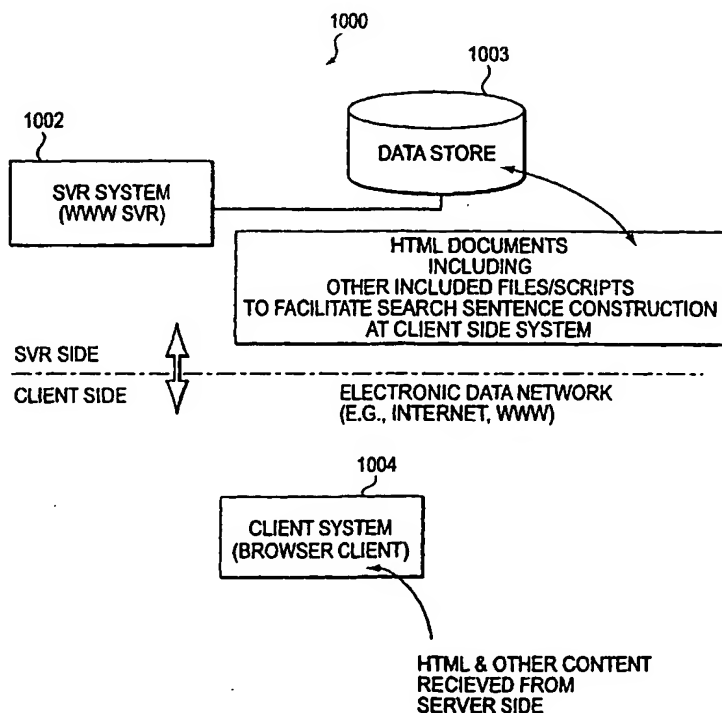 1000
1003
1002
DATA STORE
SVR SYSTEM
(WWW SVR)
HTML DOCUMENTS
INCLUDING
OTHER INCLUDED FILES/SCRIPTS
TO FACILITATE SEARCH SENTENCE CONSTRUCTION
AT CLIENT SIDE SYSTEM
SVR SIDE
CLIENT SIDE
ELECTRONIC DATA NETWORK
(E.G., INTERNET, WWW)
1004
CLIENT SYSTEM
(BROWSER CLIENT)
HTML & OTHER CONTENT
RECIEVED FROM
SERVER SIDE